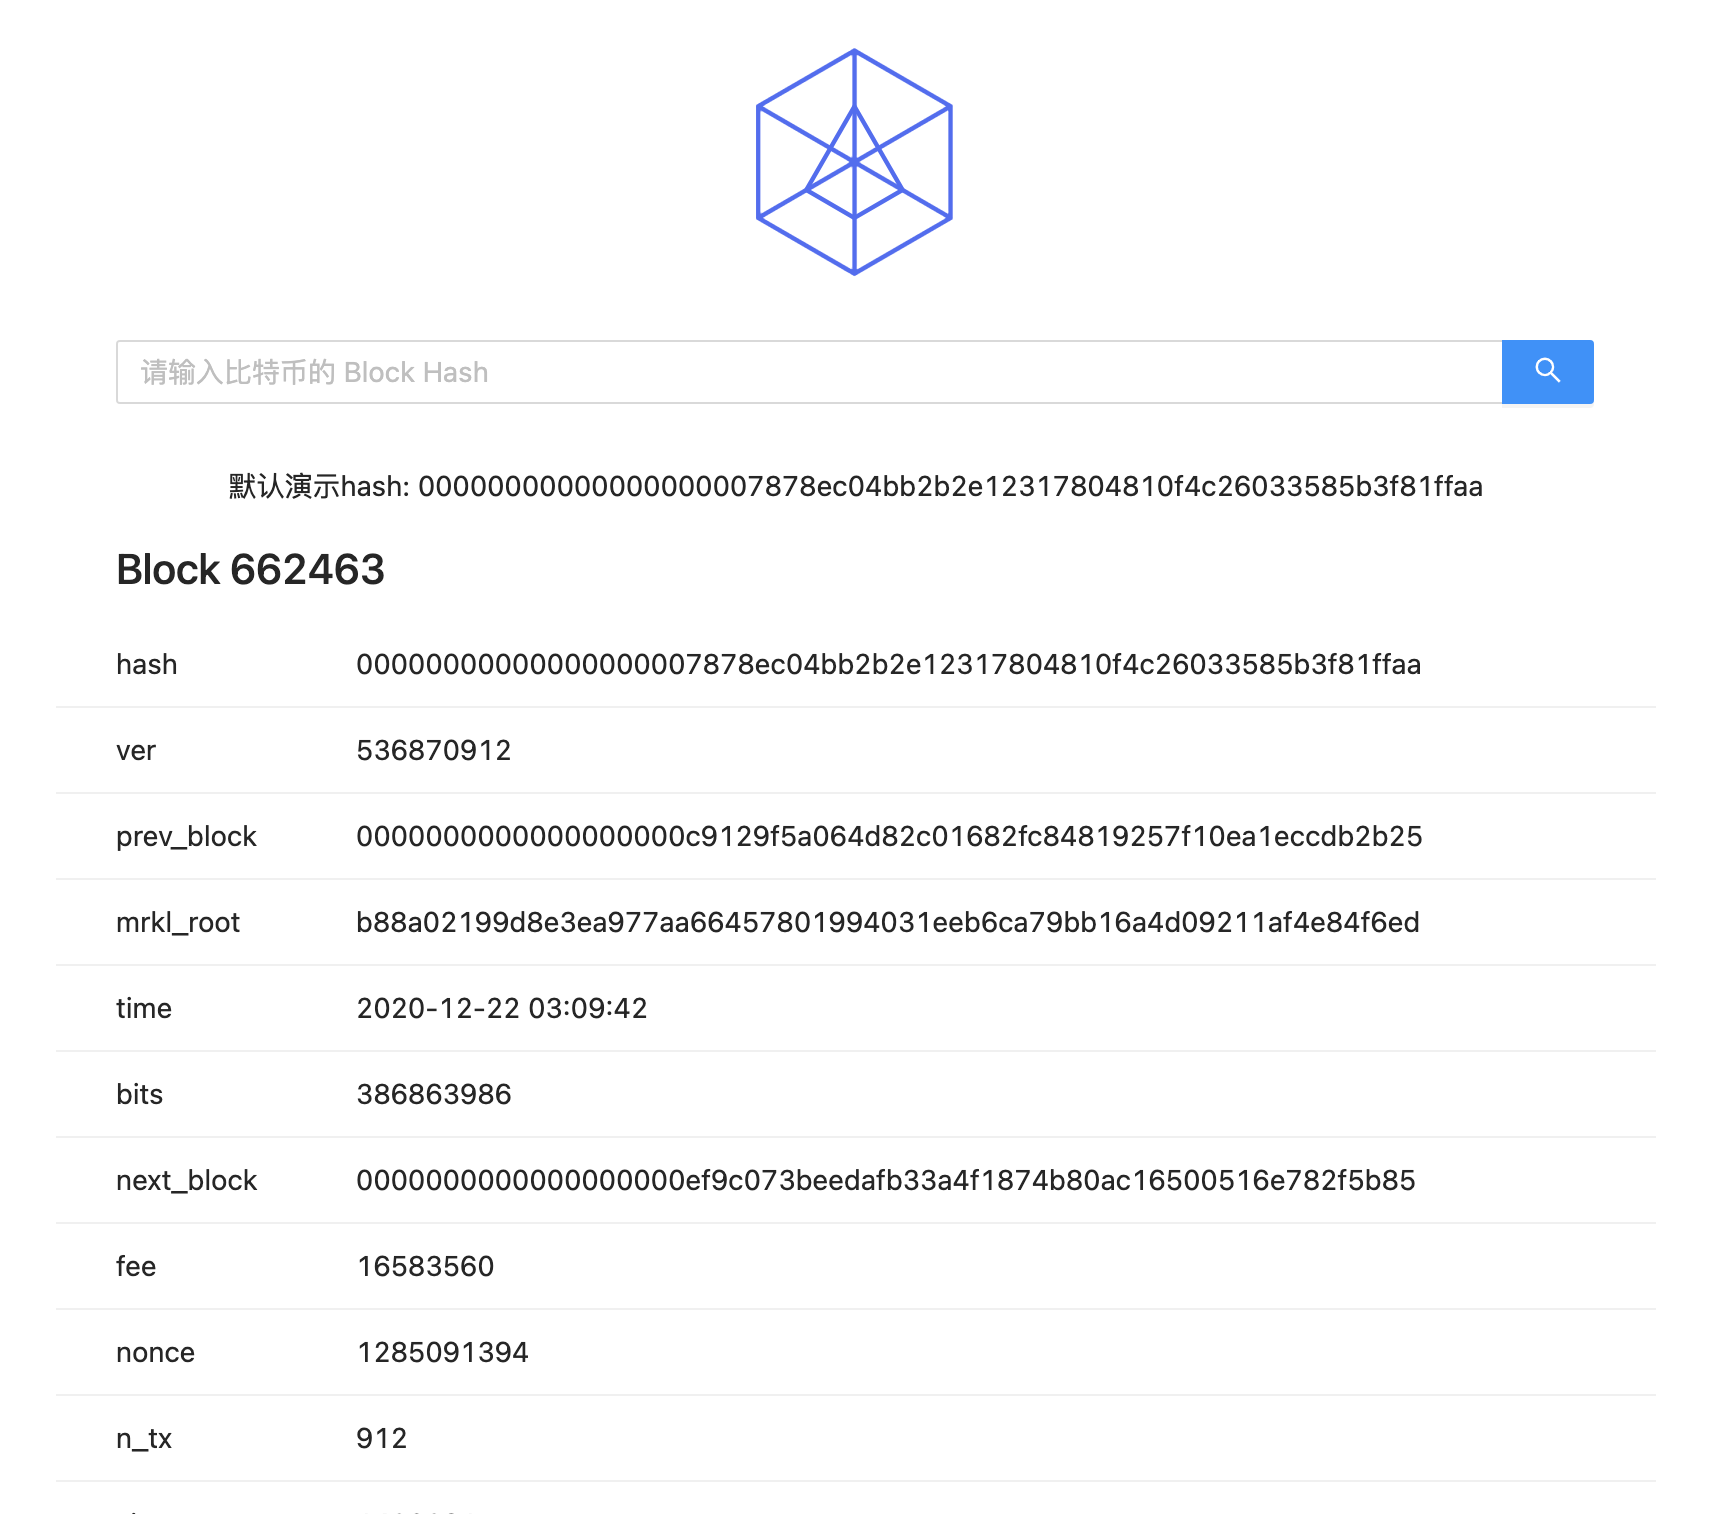 请输入比特币的 Block Hash
默认演示hash: 00000000000000000007878ec04bb2b2e12317804810f4c26033585b3f81ffaa
Block 662463
hash 00000000000000000007878ec04bb2b2e12317804810f4c26033585b3f81ffaa
ver 536870912
prev_block 0000000000000000000c9129f5a064d82c01682fc84819257f10ea1eccdb2b25
mrkl_root b88a02199d8e3ea977aa66457801994031eeb6ca79bb16a4d09211af4e84f6ed
time 2020-12-22 03:09:42
bits 386863986
next_block 0000000000000000000ef9c073beedafb33a4f1874b80ac16500516e782f5b85
fee 16583560
nonce 1285091394
n_tx 912